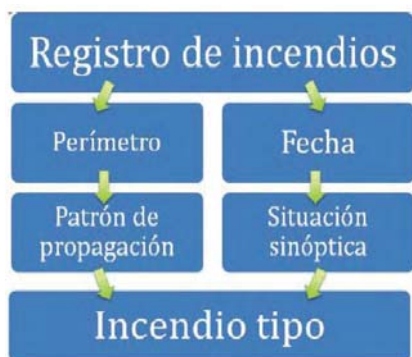 Registro de incendios
Perímetro
Fecha
Patrón de
propagación
Situación
sinóptica
Incendio tipo